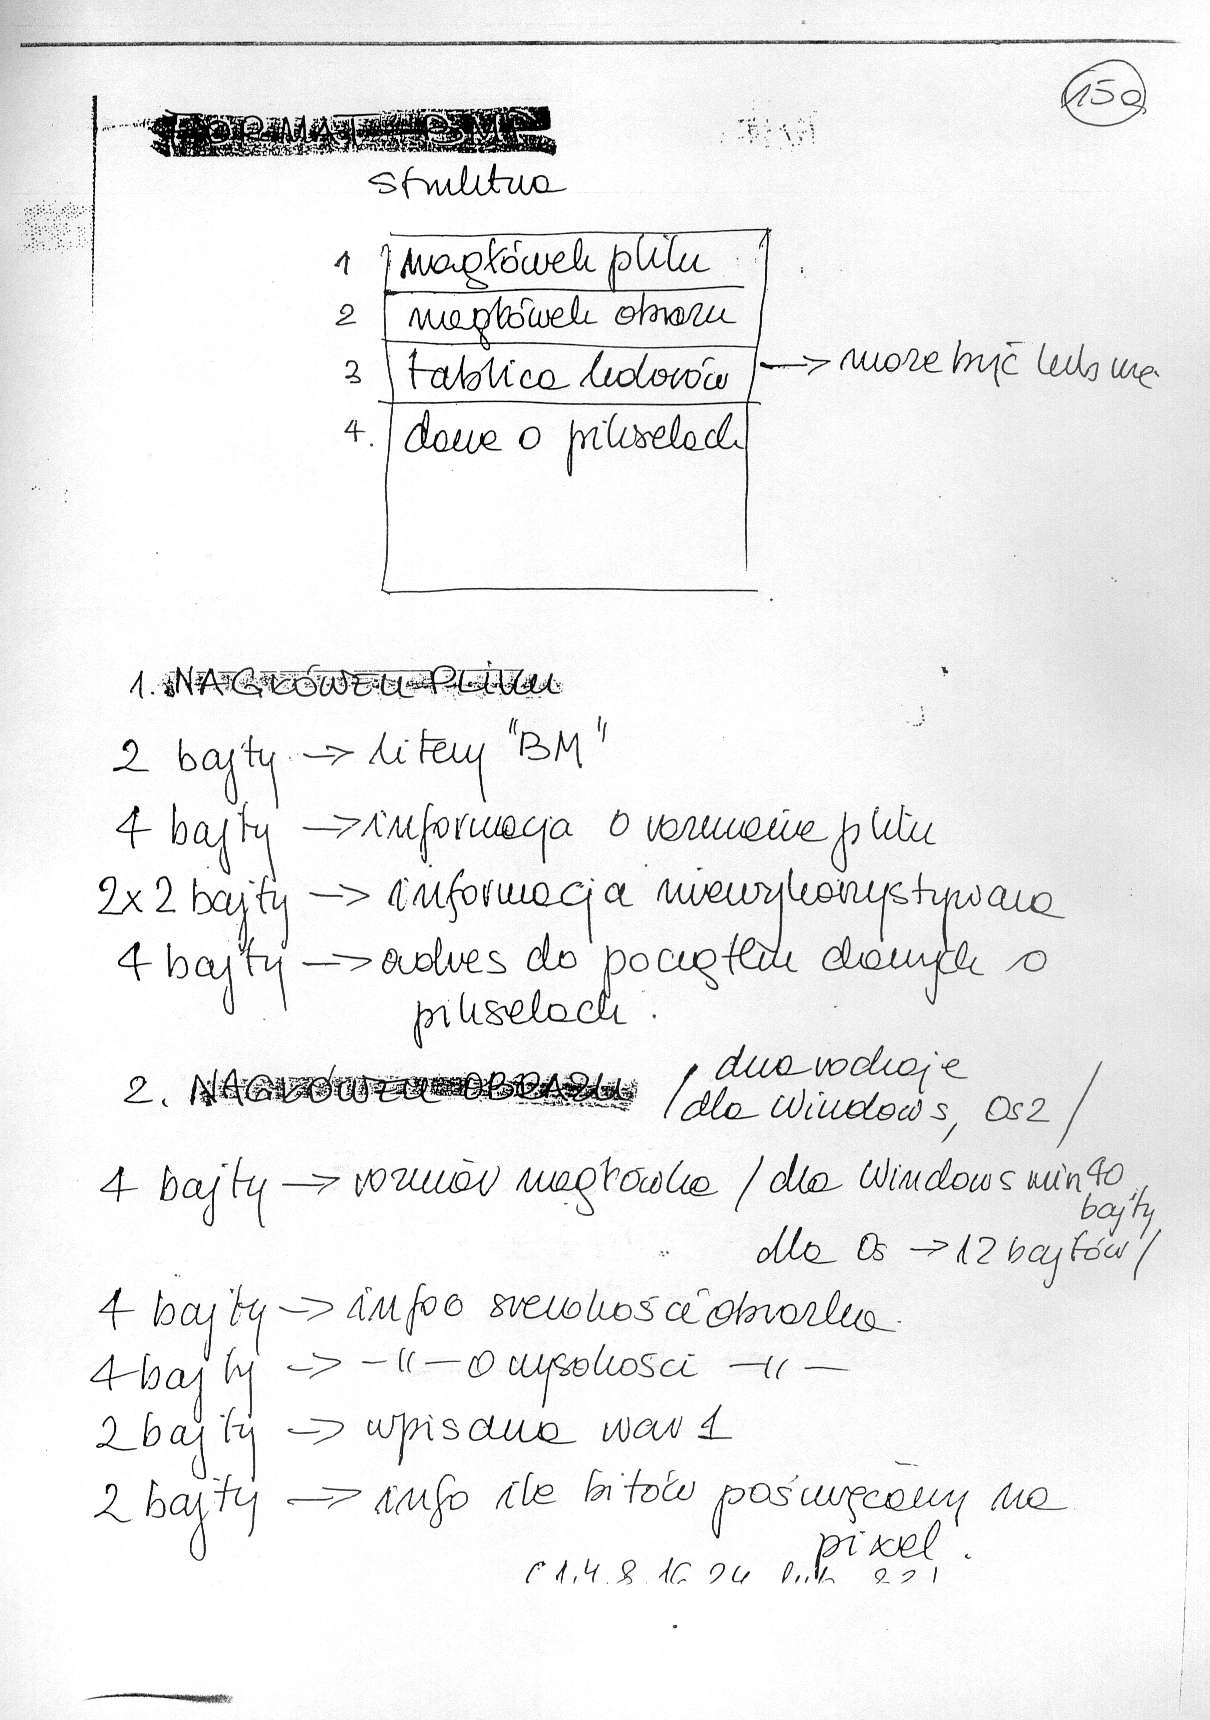 150
FORMAT BMP
struktura
1 nagłówek pliku
2 nagłówek obrazu
3 tablica kolorów → może być lub nie
4. dane o pikselach
1. NAGŁÓWEK PLIKU
2 bajty → litery "BM"
4 bajty → informacja o rozmiarze pliku
2x2 bajty → informacja niewykorzystywana
4 bajty → adres do początku danych o
pikselach.
2. NAGŁÓWEK OBRAZU / dwa rodzaje
/dla Windows, Os2/
4 bajty → rozmiar nagłówka / dla Windows min 40
bajty
dla Os → 12 bajtów/
4 bajty → info o szerokości obrazka
4 bajty → -"- o wysokości -"-
2 bajty → wpisana war 1
2 bajty → info ile bitów poświęcony na
pixel.
(1,4,8,16,24 lub 32)